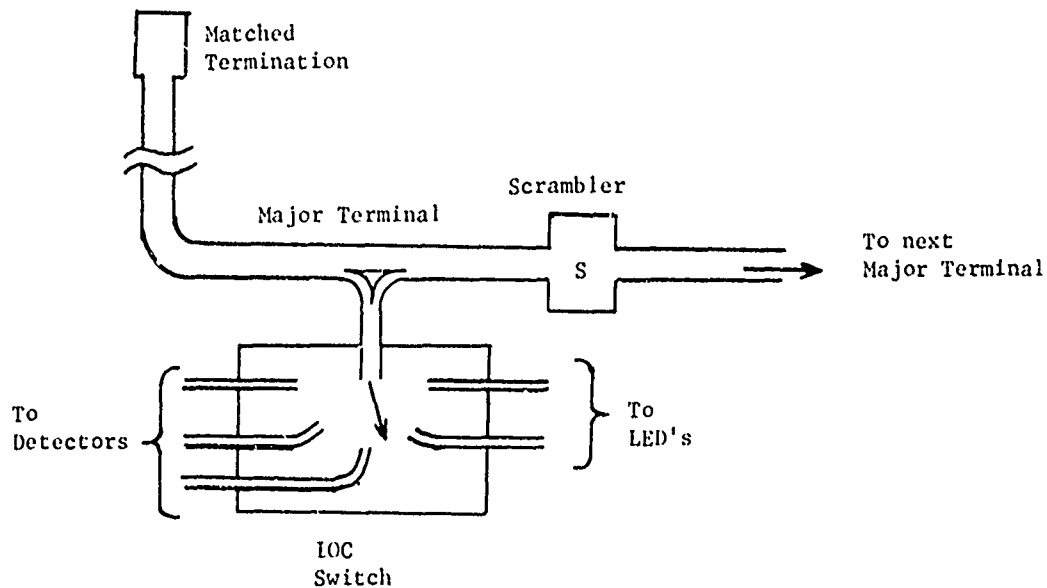 Matched
Termination
Scrambler
Major Terminal
S
To next
Major Terminal
To
Detectors
To
LED's
IOC
Switch